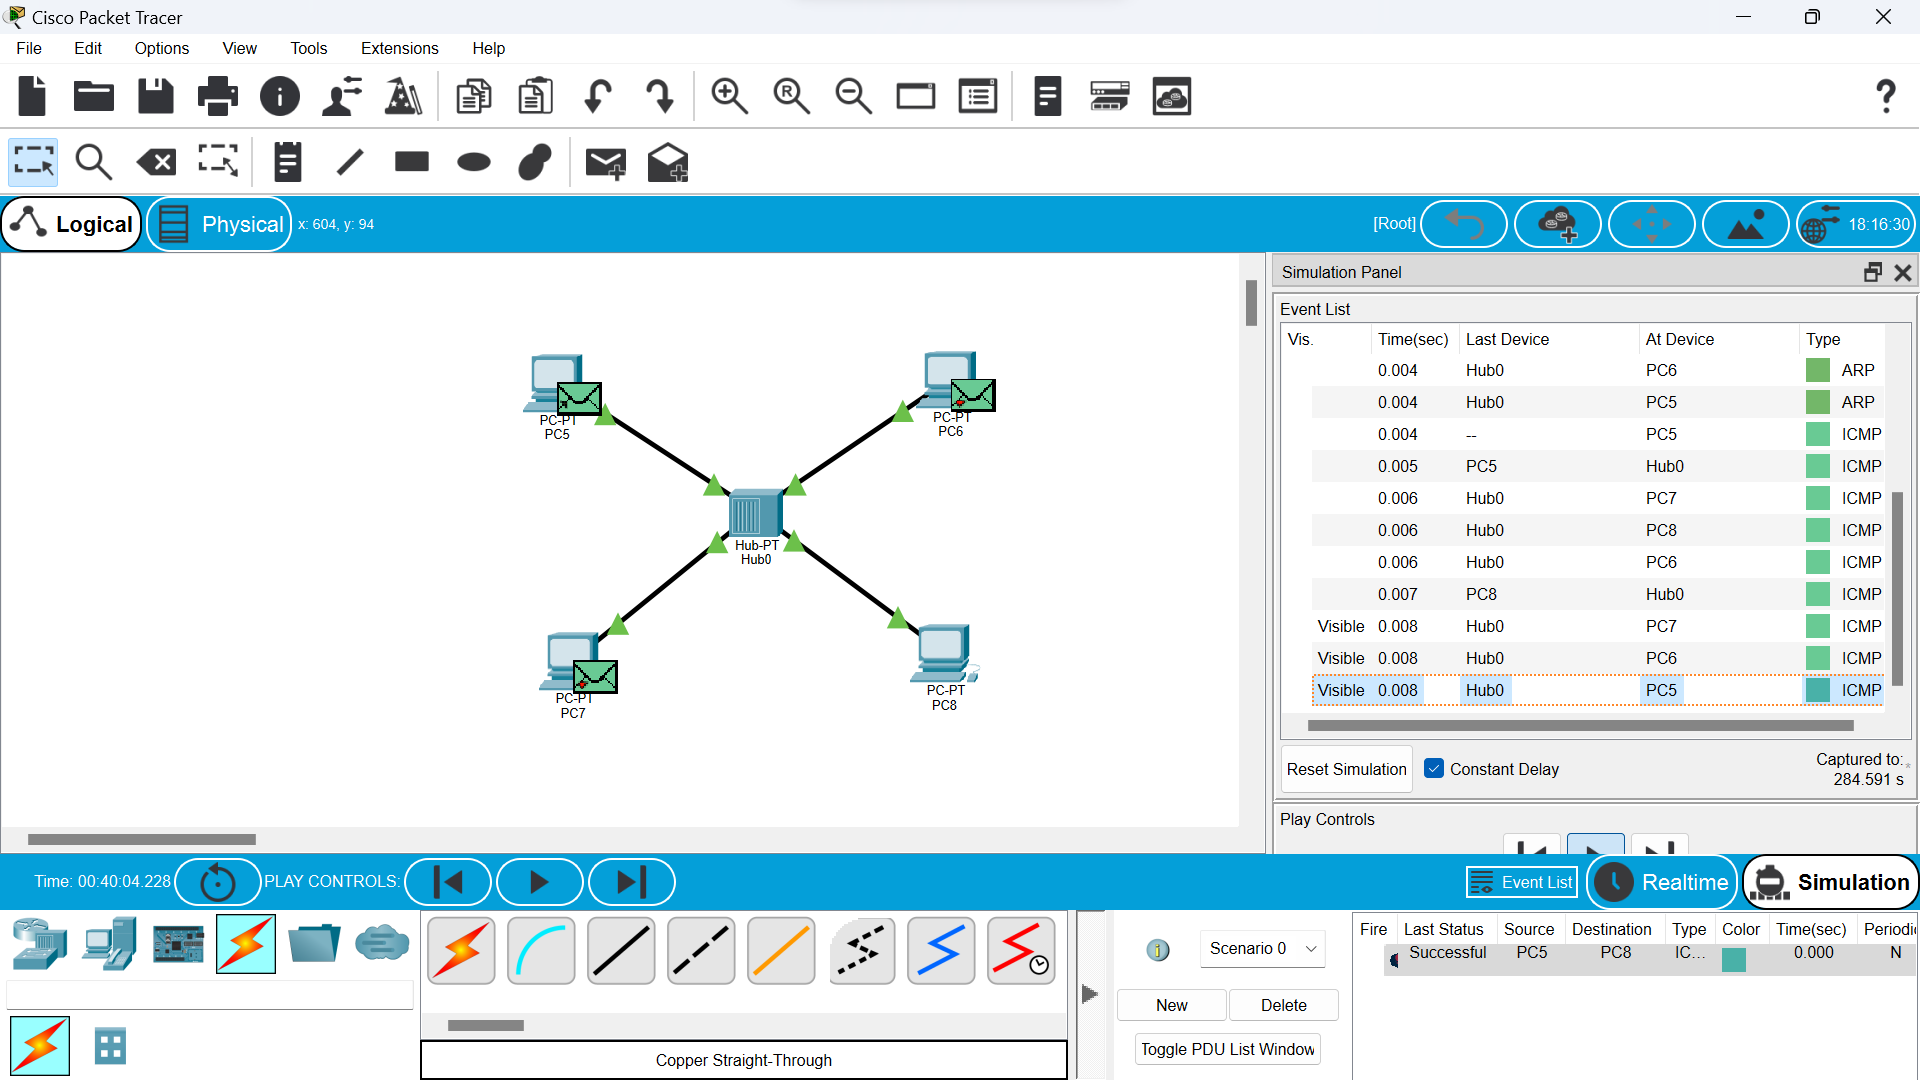 Cisco Packet Tracer
File Edit Options View Tools Extensions Help
Logical Physical x: 604, y: 94 [Root] 18:16:30
Simulation Panel
Event List
Vis. Time(sec) Last Device At Device Type
0.004 Hub0 PC6 ARP
0.004 Hub0 PC5 ARP
0.004 -- PC5 ICMP
0.005 PC5 Hub0 ICMP
0.006 Hub0 PC7 ICMP
0.006 Hub0 PC8 ICMP
0.006 Hub0 PC6 ICMP
0.007 PC8 Hub0 ICMP
Visible 0.008 Hub0 PC7 ICMP
Visible 0.008 Hub0 PC6 ICMP
Visible 0.008 Hub0 PC5 ICMP
Reset Simulation Constant Delay Captured to: *
284.591 s
Play Controls
PC-PT
PC5
PC-PT
PC6
Hub-PT
Hub0
PC-PT
PC7
PC-PT
PC8
Time: 00:40:04.228 PLAY CONTROLS: Event List Realtime Simulation
Copper Straight-Through
Scenario 0
New Delete
Toggle PDU List Window
Fire Last Status Source Destination Type Color Time(sec) Periodi
Successful PC5 PC8 IC... 0.000 N